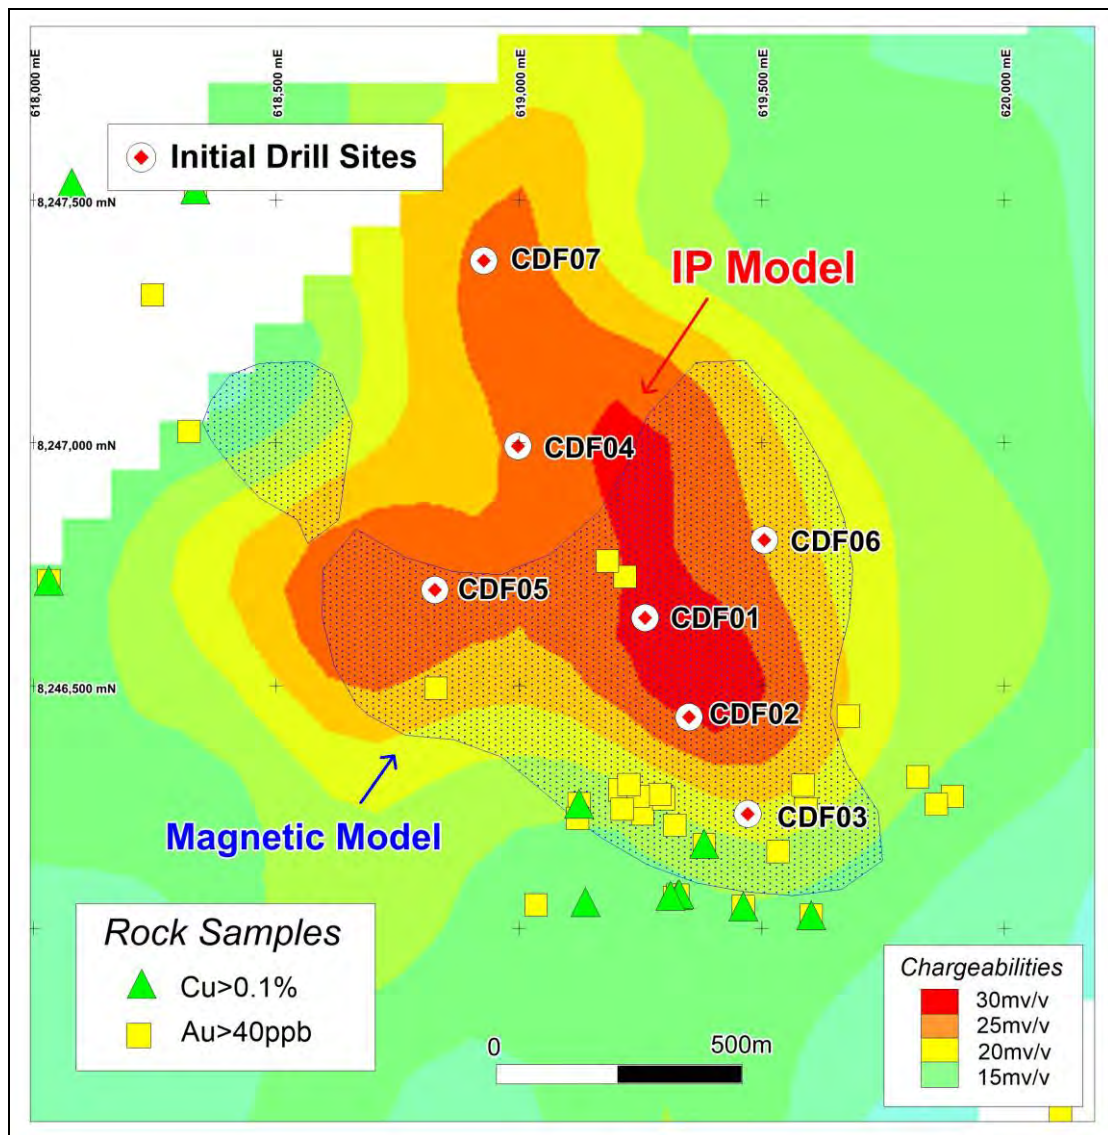 618,000 mE
618,500 mE
619,000 mE
619,500 mE
620,000 mE
Initial Drill Sites
8,247,500 mN
CDF07
IP Model
8,247,000 mN
CDF04
CDF06
CDF05
CDF01
8,246,500 mN
CDF02
CDF03
Magnetic Model
Rock Samples
Cu>0.1%
Au>40ppb
0 500m
Chargeabilities
30mv/v
25mv/v
20mv/v
15mv/v